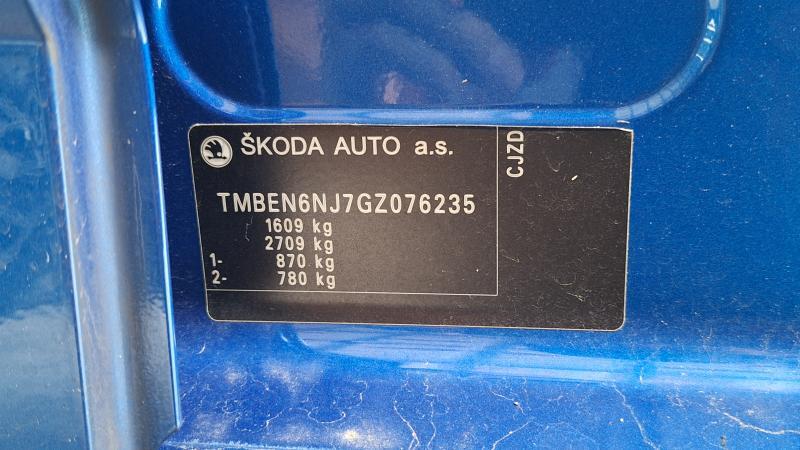 ŠKODA AUTO a.s.
CJZD
TMBEN6NJ7GZ076235
1609 kg
2709 kg
1- 870 kg
2- 780 kg